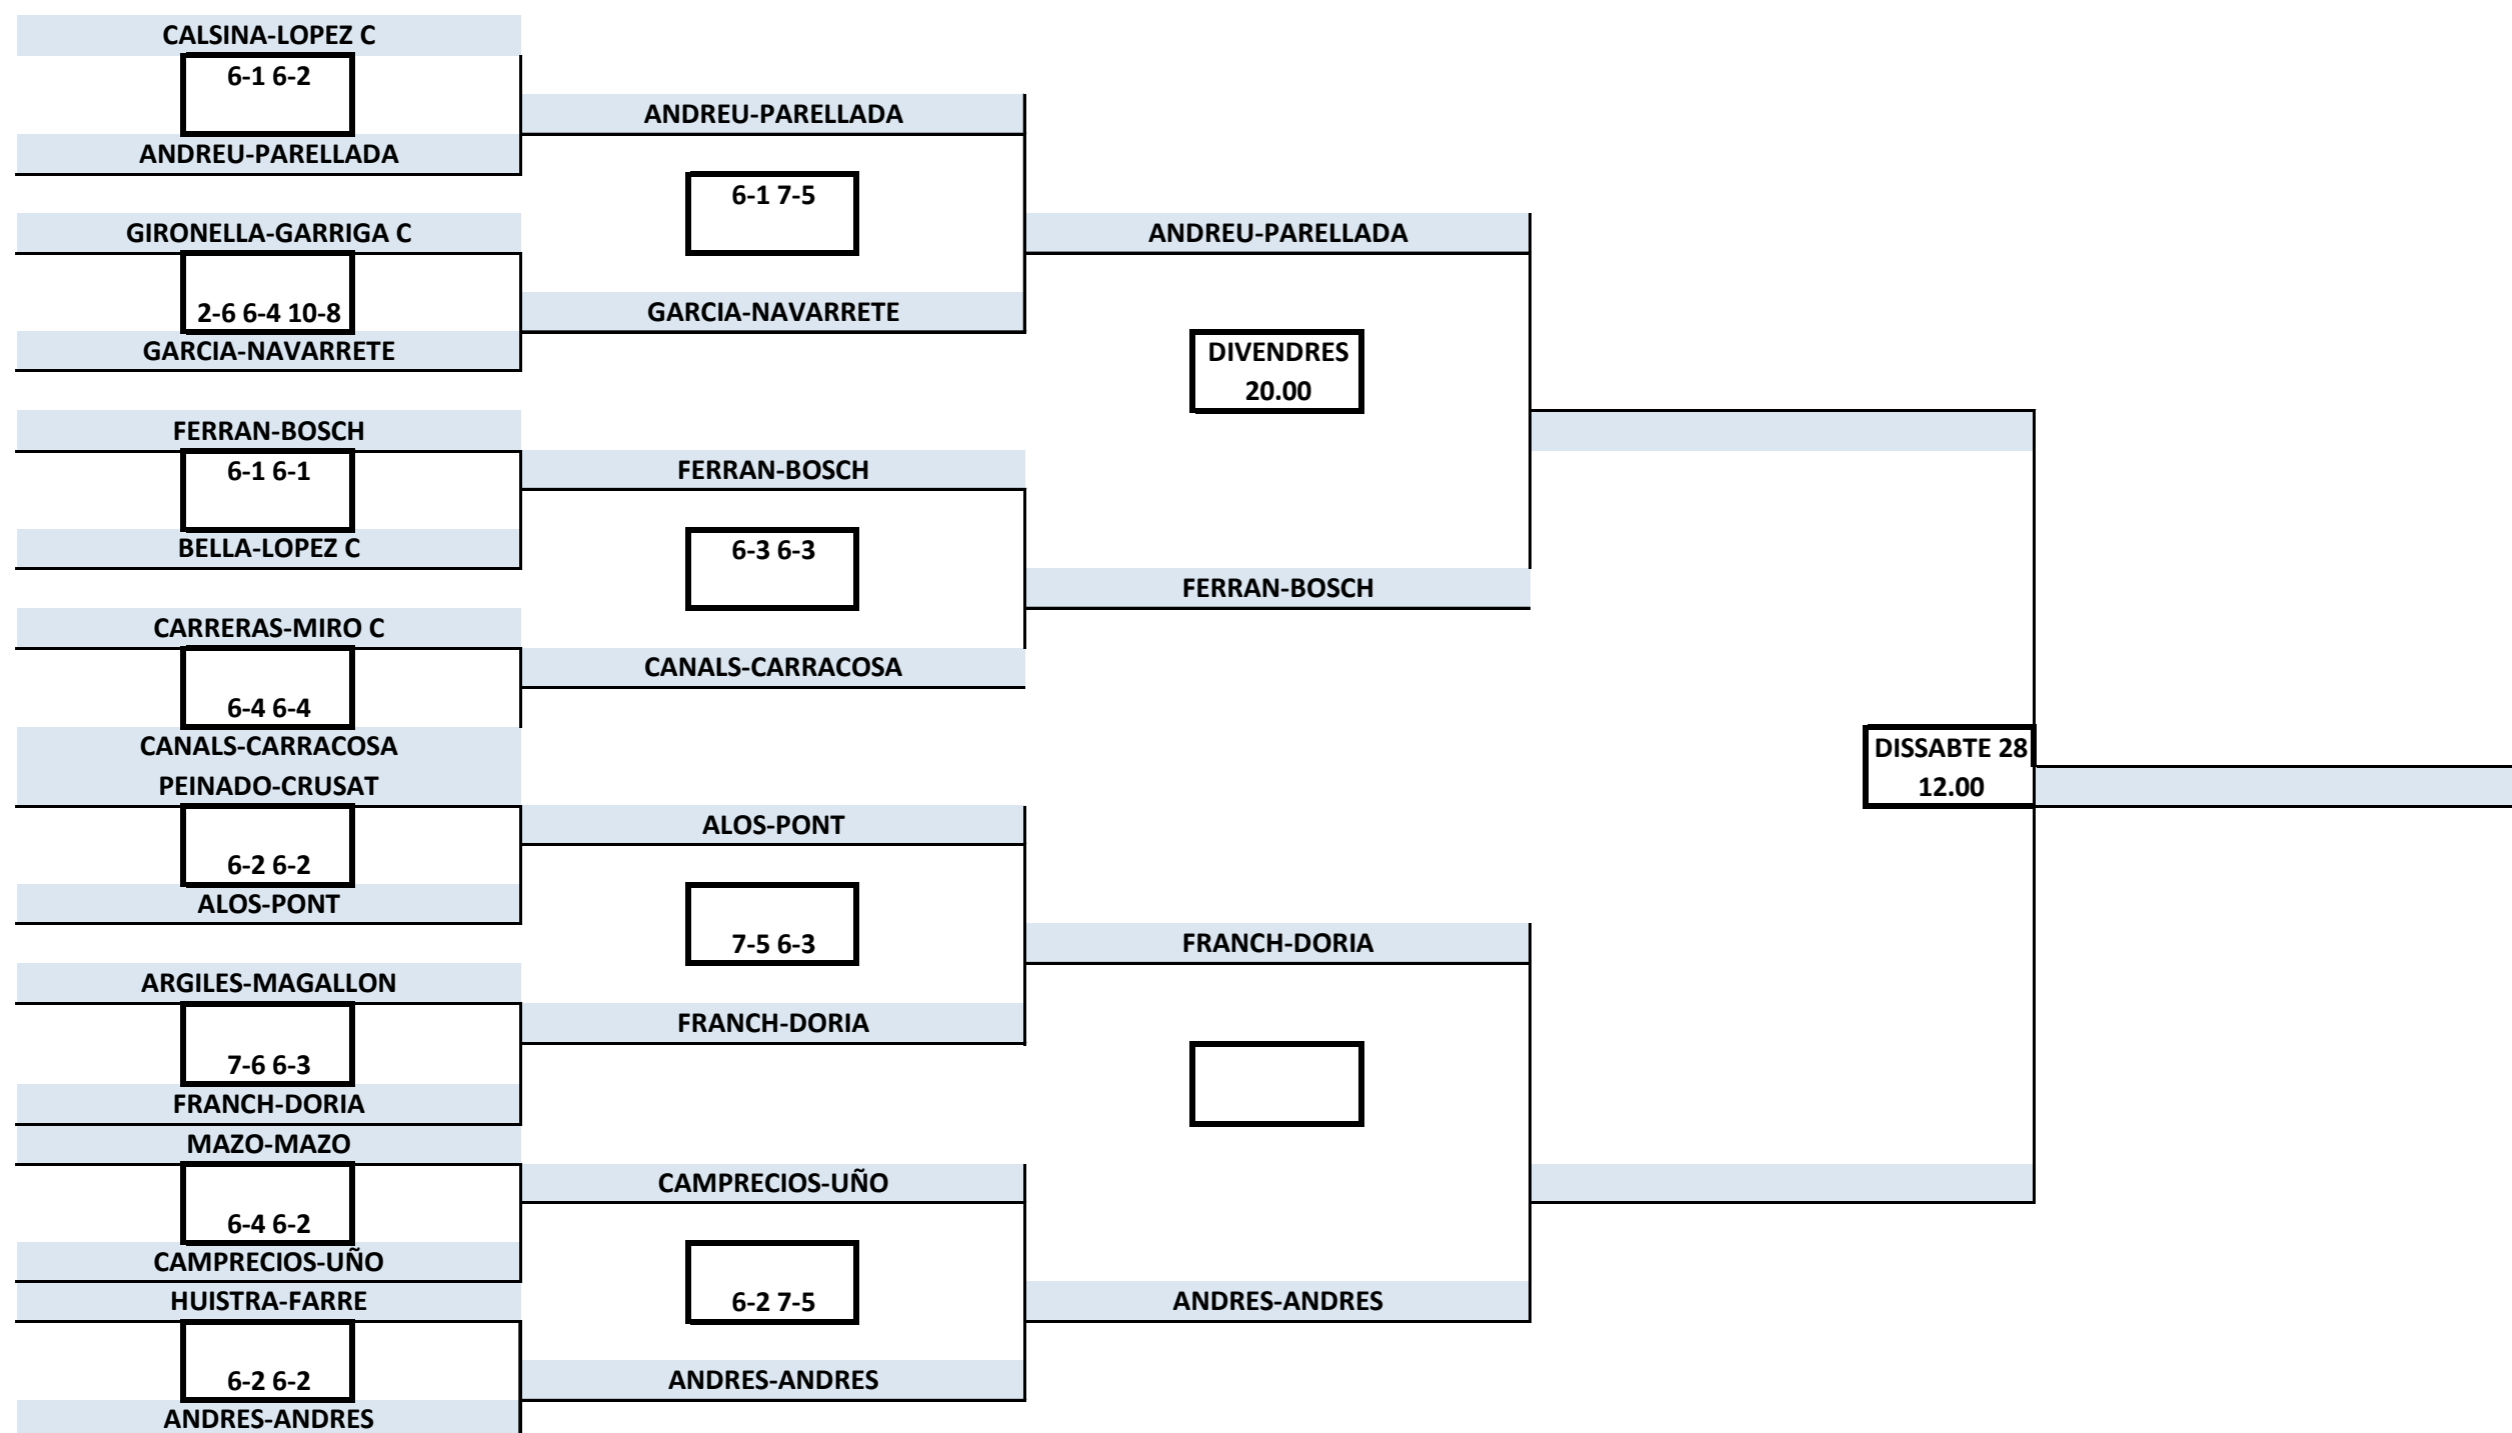 CALSINA-LOPEZ C
6-1 6-2
ANDREU-PARELLADA
GIRONELLA-GARRIGA C
2-6 6-4 10-8
GARCIA-NAVARRETE
FERRAN-BOSCH
6-1 6-1
BELLA-LOPEZ C
CARRERAS-MIRO C
6-4 6-4
CANALS-CARRACOSA
PEINADO-CRUSAT
6-2 6-2
ALOS-PONT
ARGILES-MAGALLON
7-6 6-3
FRANCH-DORIA
MAZO-MAZO
6-4 6-2
CAMPRECIOS-UÑO
HUISTRA-FARRE
6-2 6-2
ANDRES-ANDRES
ANDREU-PARELLADA
6-1 7-5
GARCIA-NAVARRETE
FERRAN-BOSCH
6-3 6-3
CANALS-CARRACOSA
ALOS-PONT
7-5 6-3
FRANCH-DORIA
CAMPRECIOS-UÑO
6-2 7-5
ANDRES-ANDRES
ANDREU-PARELLADA
DIVENDRES
20.00
FERRAN-BOSCH
FRANCH-DORIA
ANDRES-ANDRES
DISSABTE 28
12.00